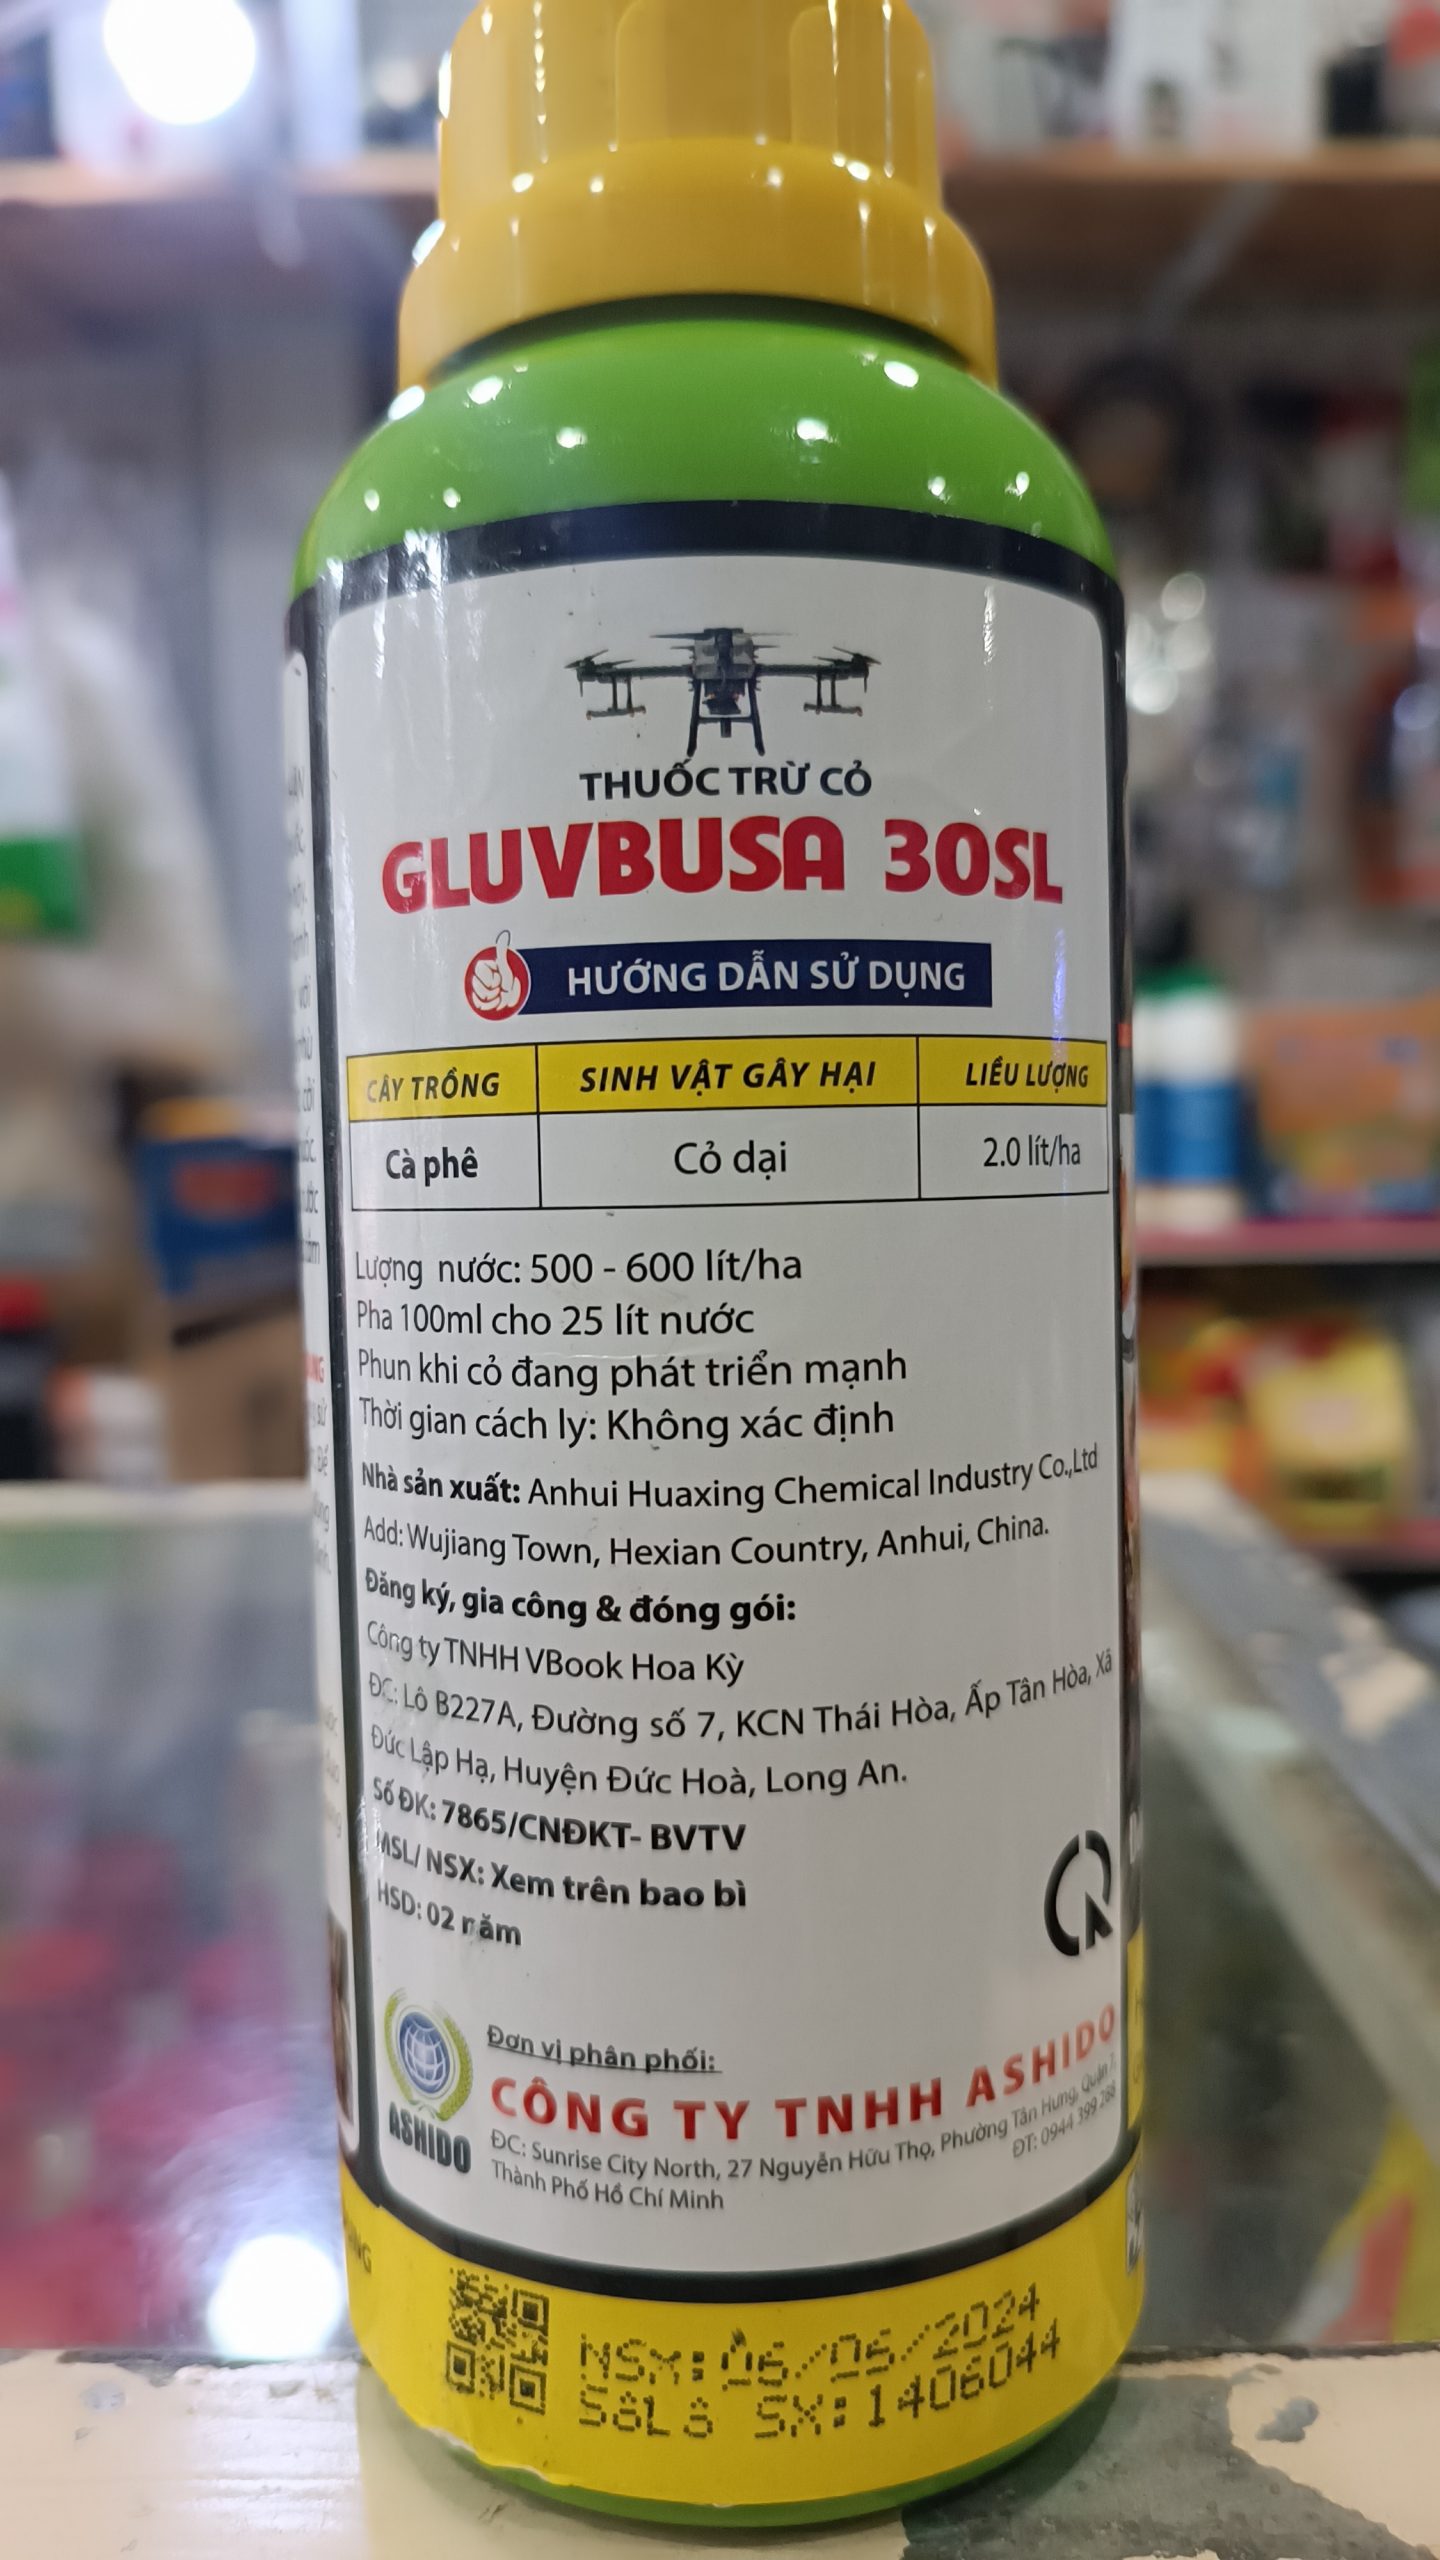 THUỐC TRỪ CỎ
GLUVBUSA 30SL
HƯỚNG DẪN SỬ DỤNG
CÂY TRỒNG SINH VẬT GÂY HẠI LIỀU LƯỢNG
Cà phê Cỏ dại 2.0 lít/ha
Lượng nước: 500 - 600 lít/ha
Pha 100ml cho 25 lít nước
Phun khi cỏ đang phát triển mạnh
Thời gian cách ly: Không xác định
Nhà sản xuất: Anhui Huaxing Chemical Industry Co.,Ltd
Add: Wujiang Town, Hexian Country, Anhui, China.
Đăng ký, gia công & đóng gói:
Công ty TNHH VBook Hoa Kỳ
ĐC: Lô B227A, Đường số 7, KCN Thái Hòa, Ấp Tân Hòa, Xã
Đức Lập Hạ, Huyện Đức Hoà, Long An.
Số ĐK: 7865/CNĐKT- BVTV
MSL/ NSX: Xem trên bao bì
HSD: 02 năm
Đơn vị phân phối:
CÔNG TY TNHH ASHIDO
ASHIDO
ĐC: Sunrise City North, 27 Nguyễn Hữu Thọ, Phường Tân Hưng, Quận 7,
Thành Phố Hồ Chí Minh ĐT: 0944 399 268
NSX: 06/06/2024
SốLô SX: 1406044